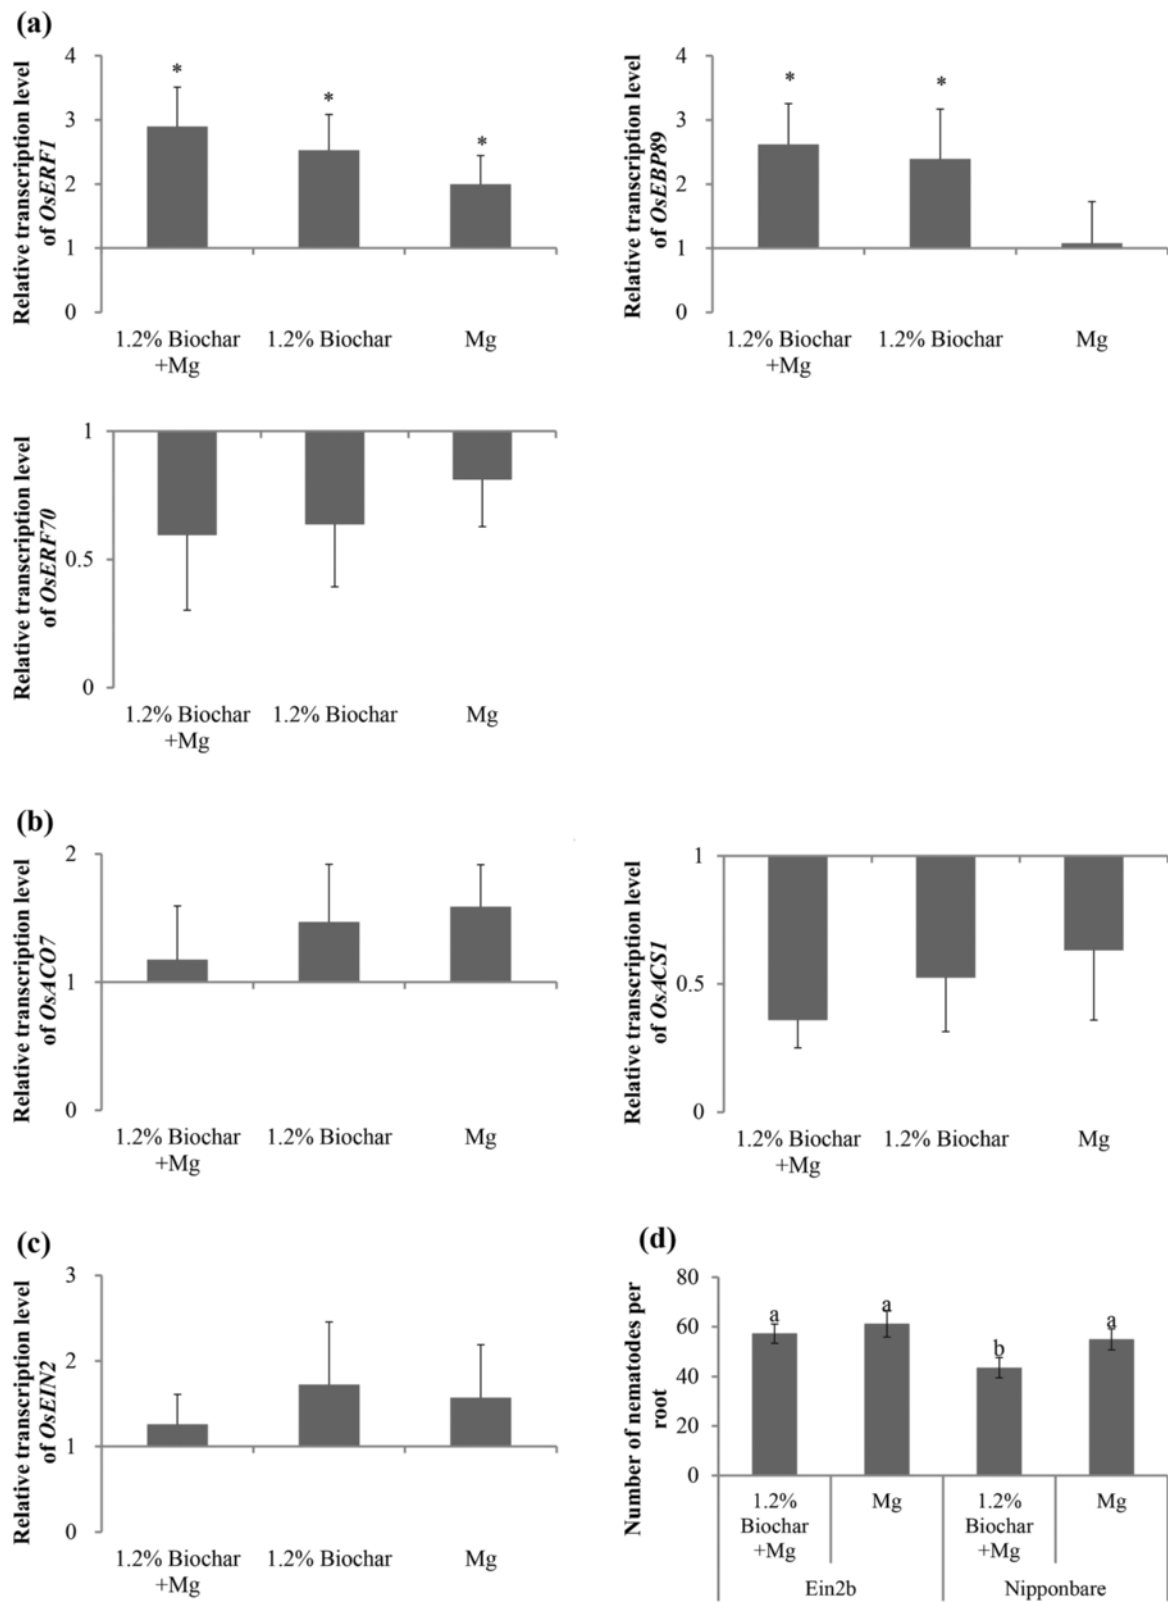 (a)
Relative transcription level
of OsERF1
4
3
2
1
0
*
*
*
1.2% Biochar
+Mg
1.2% Biochar
Mg
Relative transcription level
of OsEBP89
4
3
2
1
0
*
*
1.2% Biochar
+Mg
1.2% Biochar
Mg
Relative transcription level
of OsERF70
1
0.5
0
1.2% Biochar
+Mg
1.2% Biochar
Mg
(b)
Relative transcription level
of OsACO7
2
1
0
1.2% Biochar
+Mg
1.2% Biochar
Mg
Relative transcription level
of OsACS1
1
0.5
0
1.2% Biochar
+Mg
1.2% Biochar
Mg
(c)
Relative transcription level
of OsEIN2
3
2
1
0
1.2% Biochar
+Mg
1.2% Biochar
Mg
(d)
Number of nematodes per
root
80
60
40
20
0
a
a
b
a
1.2%
Biochar
+Mg
Mg
1.2%
Biochar
+Mg
Mg
Ein2b
Nipponbare